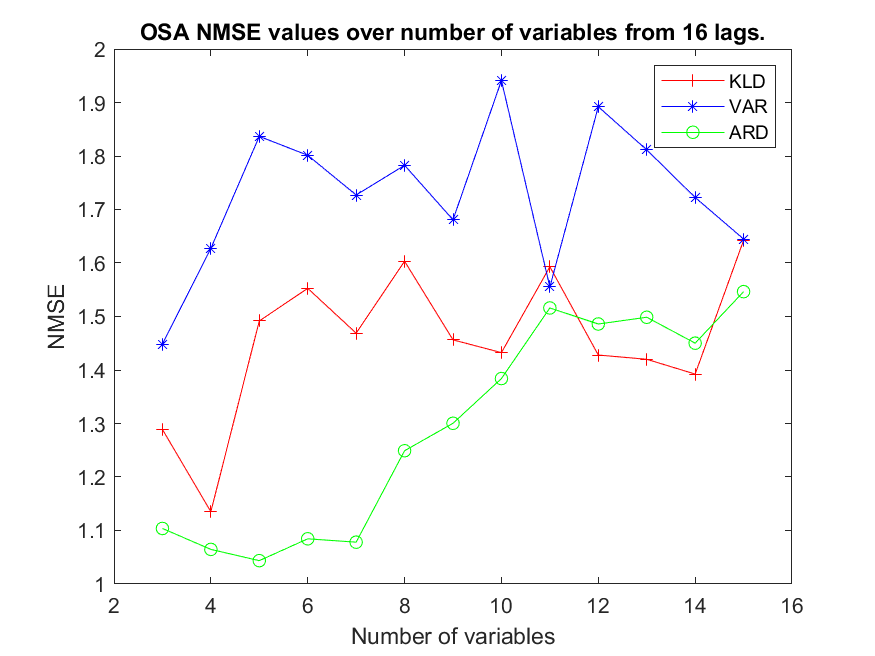 OSA NMSE values over number of variables from 16 lags.
KLD
VAR
ARD
NMSE
2
1.9
1.8
1.7
1.6
1.5
1.4
1.3
1.2
1.1
1
2 4 6 8 10 12 14 16
Number of variables